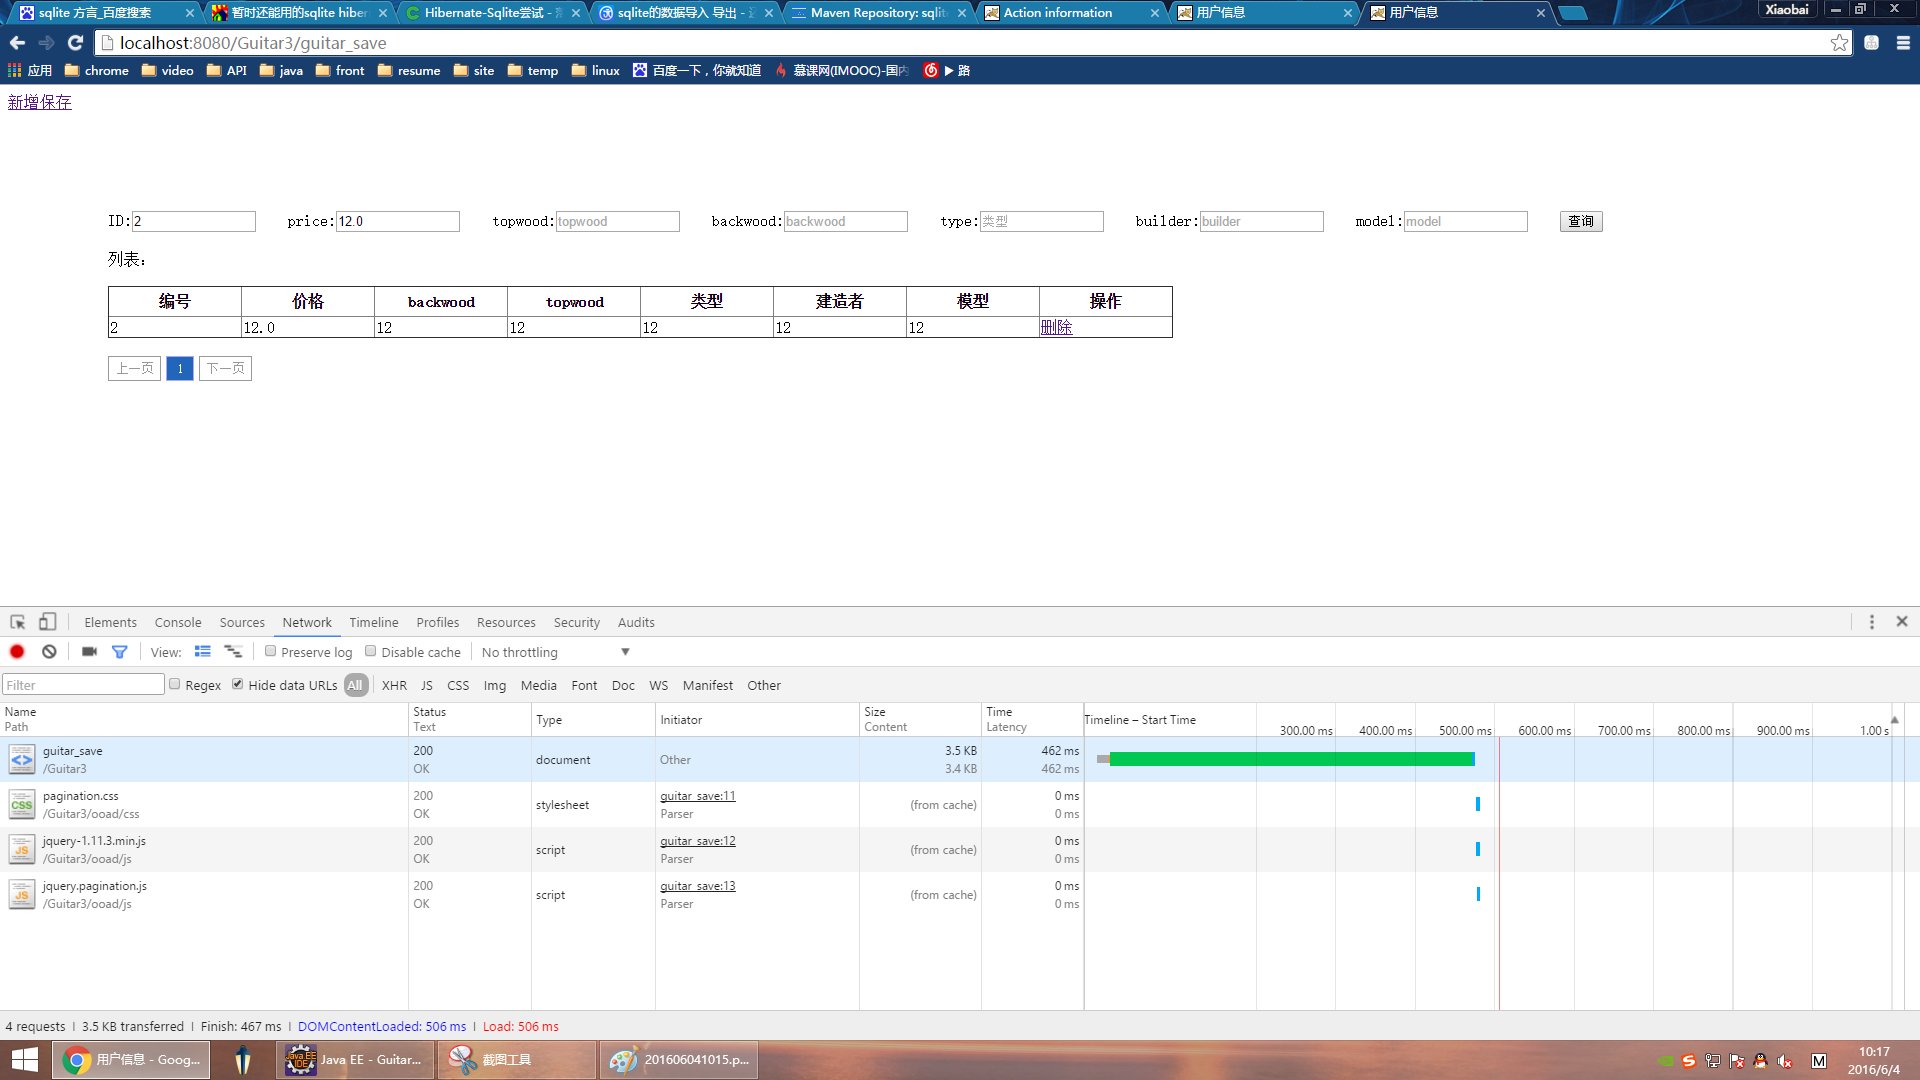 sqlite 方言_百度搜索
暂时还能用的sqlite hiber
Hibernate-Sqlite尝试 -
sqlite的数据导入 导出 -
Maven Repository: sqlit
Action information
用户信息
用户信息
Xiaobai
localhost:8080/Guitar3/guitar_save
应用 chrome video API java front resume site temp linux 百度一下，你就知道 慕课网(IMOOC)-国内 ▶ 路
新增保存
ID: 2 price: 12.0 topwood: topwood backwood: backwood type: 类型 builder: builder model: model 查询
列表：
编号 价格 backwood topwood 类型 建造者 模型 操作
2 12.0 12 12 12 12 12 删除
上一页 1 下一页
Elements Console Sources Network Timeline Profiles Resources Security Audits
View: Preserve log Disable cache No throttling
Filter Regex Hide data URLs All XHR JS CSS Img Media Font Doc WS Manifest Other
Name Status Type Initiator Size Time Timeline – Start Time
Path Text Content Latency 300.00 ms 400.00 ms 500.00 ms 600.00 ms 700.00 ms 800.00 ms 900.00 ms 1.00 s
guitar_save 200 document Other 3.5 KB 462 ms
/Guitar3 OK 3.4 KB 462 ms
pagination.css 200 stylesheet guitar_save:11 (from cache) 0 ms
/Guitar3/ooad/css OK Parser 0 ms
jquery-1.11.3.min.js 200 script guitar_save:12 (from cache) 0 ms
/Guitar3/ooad/js OK Parser 0 ms
jquery.pagination.js 200 script guitar_save:13 (from cache) 0 ms
/Guitar3/ooad/js OK Parser 0 ms
4 requests | 3.5 KB transferred | Finish: 467 ms | DOMContentLoaded: 506 ms | Load: 506 ms
用户信息 - Goog...
Java EE - Guitar...
截图工具
201606041015.p...
M
10:17
2016/6/4